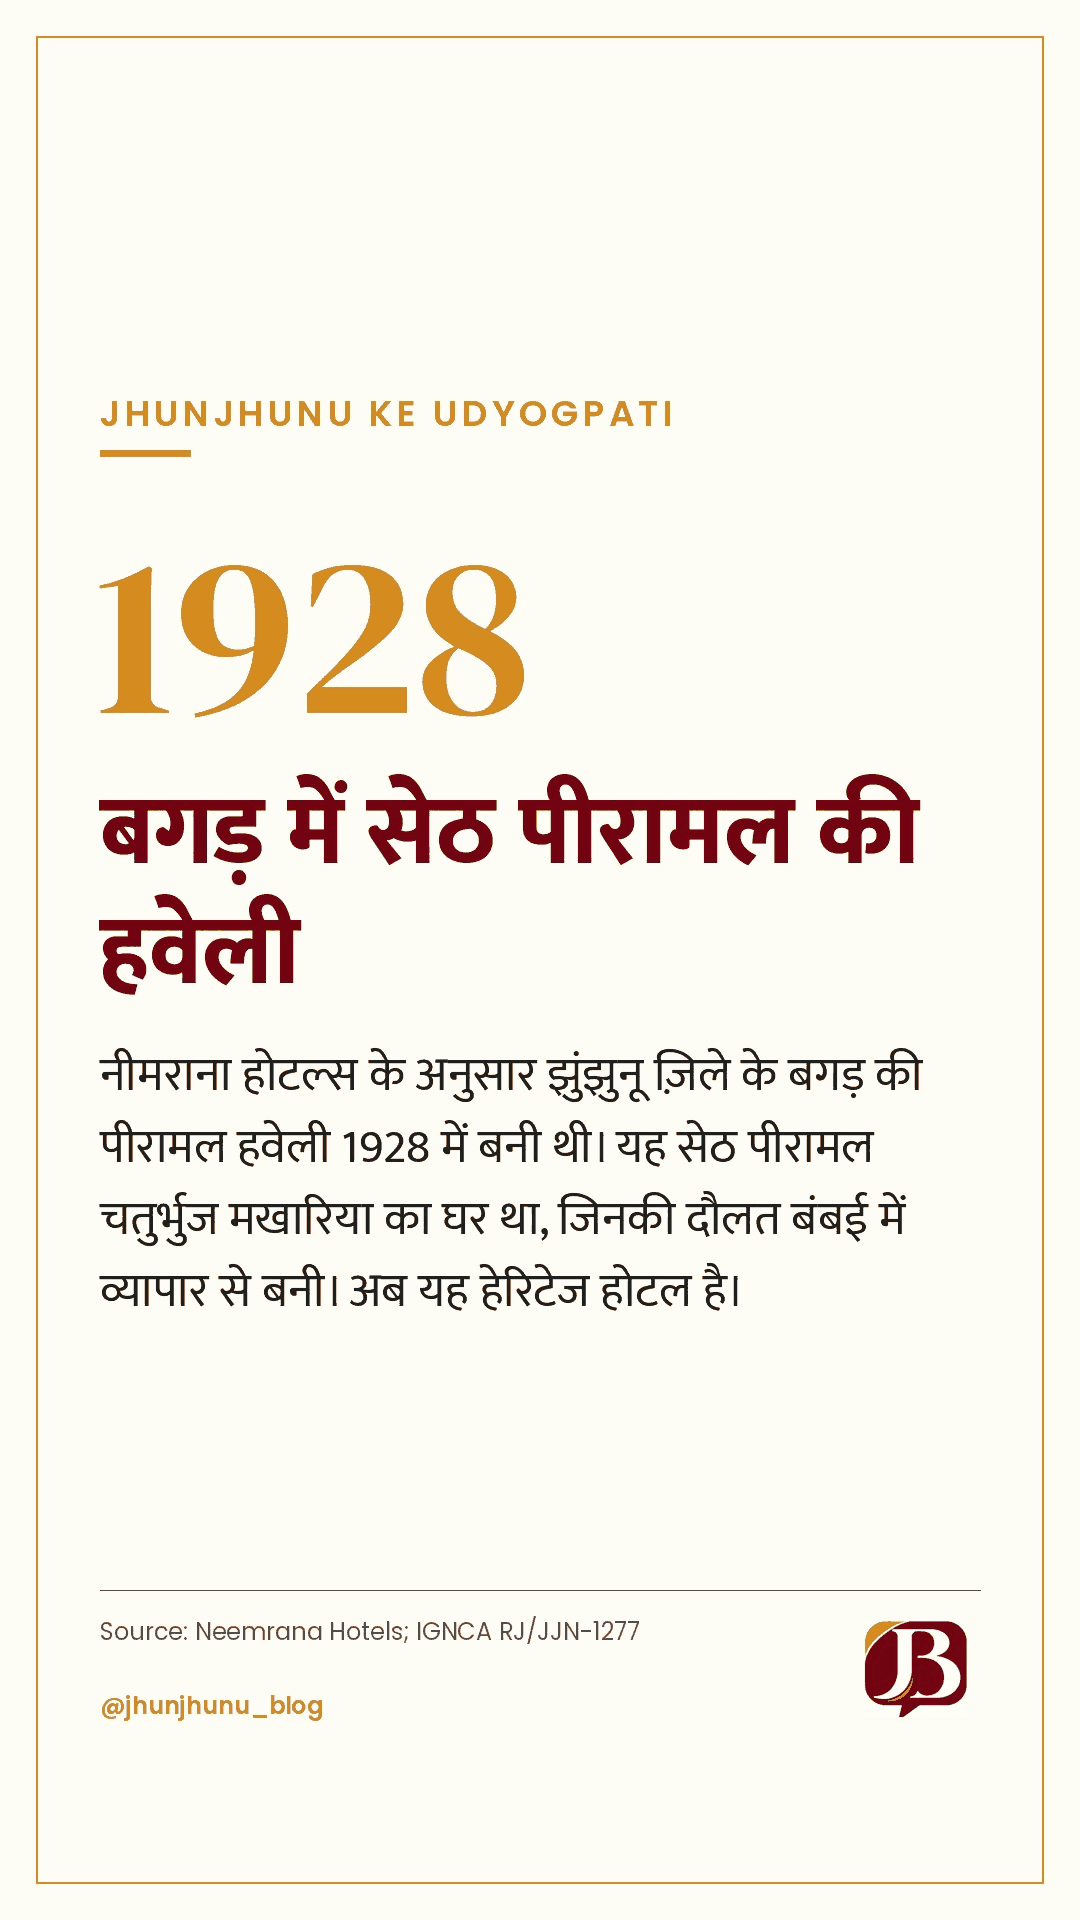 JHUNJHUNU KE UDYOGPATI
1928
बगड़ में सेठ पीरामल की
हवेली
नीमराना होटल्स के अनुसार झुंझुनू ज़िले के बगड़ की
पीरामल हवेली 1928 में बनी थी। यह सेठ पीरामल
चतुर्भुज मखारिया का घर था, जिनकी दौलत बंबई में
व्यापार से बनी। अब यह हेरिटेज होटल है।
Source: Neemrana Hotels; IGNCA RJ/JJN-1277
JB
@jhunjhunu_blog